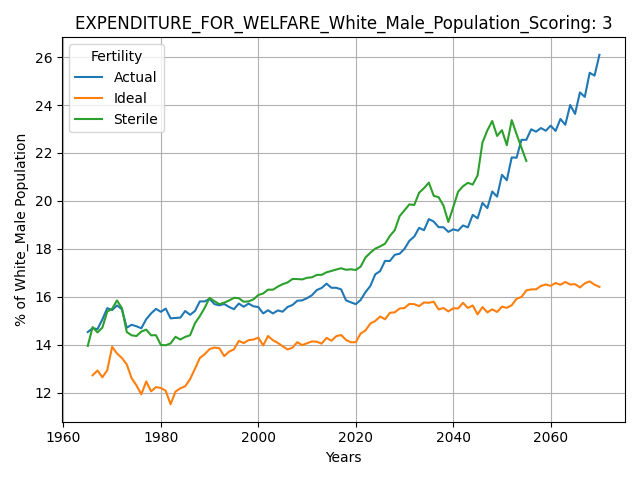 EXPENDITURE_FOR_WELFARE_White_Male_Population_Scoring: 3
Fertility
Actual
Ideal
Sterile
% of White_Male Population
26
24
22
20
18
16
14
12
1960
1980
2000
2020
2040
2060
Years